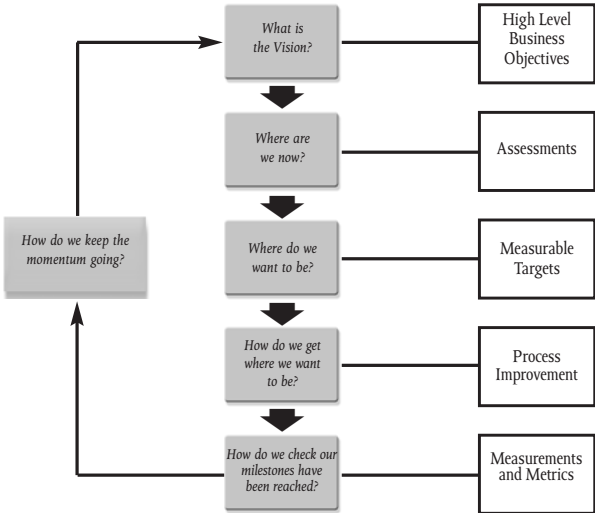 What is
the Vision?
High Level
Business
Objectives
Where are
we now?
Assessments
How do we keep the
momentum going?
Where do we
want to be?
Measurable
Targets
How do we get
where we want
to be?
Process
Improvement
How do we check our
milestones have
been reached?
Measurements
and Metrics